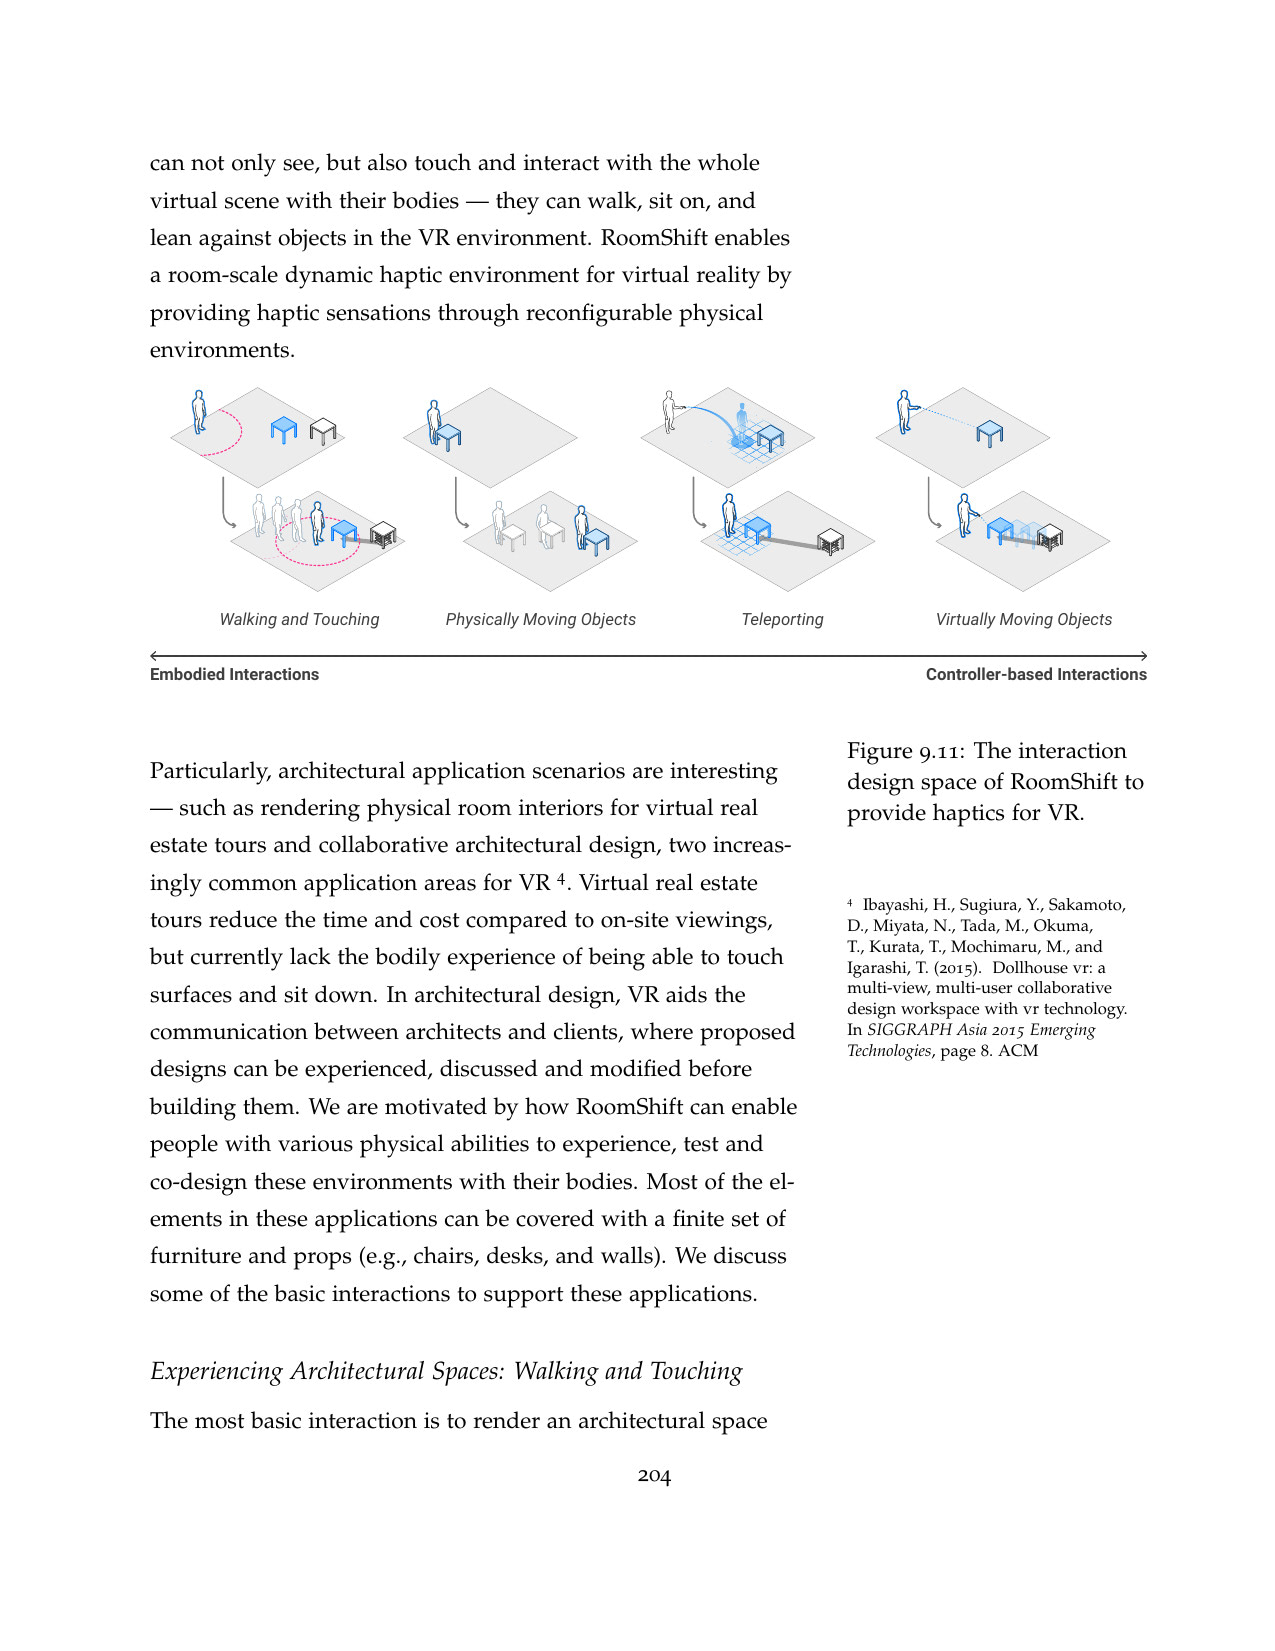 can not only see, but also touch and interact with the whole
virtual scene with their bodies — they can walk, sit on, and
lean against objects in the VR environment. RoomShift enables
a room-scale dynamic haptic environment for virtual reality by
providing haptic sensations through reconfigurable physical
environments.
Walking and Touching
Physically Moving Objects
Teleporting
Virtually Moving Objects
Embodied Interactions
Controller-based Interactions
Figure 9.11: The interaction
design space of RoomShift to
provide haptics for VR.
Particularly, architectural application scenarios are interesting
— such as rendering physical room interiors for virtual real
estate tours and collaborative architectural design, two increas-
ingly common application areas for VR 4. Virtual real estate
tours reduce the time and cost compared to on-site viewings,
but currently lack the bodily experience of being able to touch
surfaces and sit down. In architectural design, VR aids the
communication between architects and clients, where proposed
designs can be experienced, discussed and modified before
building them. We are motivated by how RoomShift can enable
people with various physical abilities to experience, test and
co-design these environments with their bodies. Most of the el-
ements in these applications can be covered with a finite set of
furniture and props (e.g., chairs, desks, and walls). We discuss
some of the basic interactions to support these applications.
4 Ibayashi, H., Sugiura, Y., Sakamoto,
D., Miyata, N., Tada, M., Okuma,
T., Kurata, T., Mochimaru, M., and
Igarashi, T. (2015). Dollhouse vr: a
multi-view, multi-user collaborative
design workspace with vr technology.
In SIGGRAPH Asia 2015 Emerging
Technologies, page 8. ACM
Experiencing Architectural Spaces: Walking and Touching
The most basic interaction is to render an architectural space
204